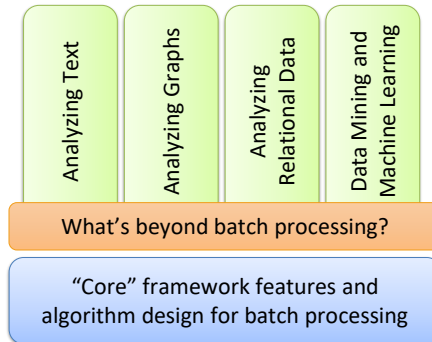 Analyzing Text
Analyzing Graphs
Analyzing
Relational Data
Data Mining and
Machine Learning
What’s beyond batch processing?
“Core” framework features and
algorithm design for batch processing